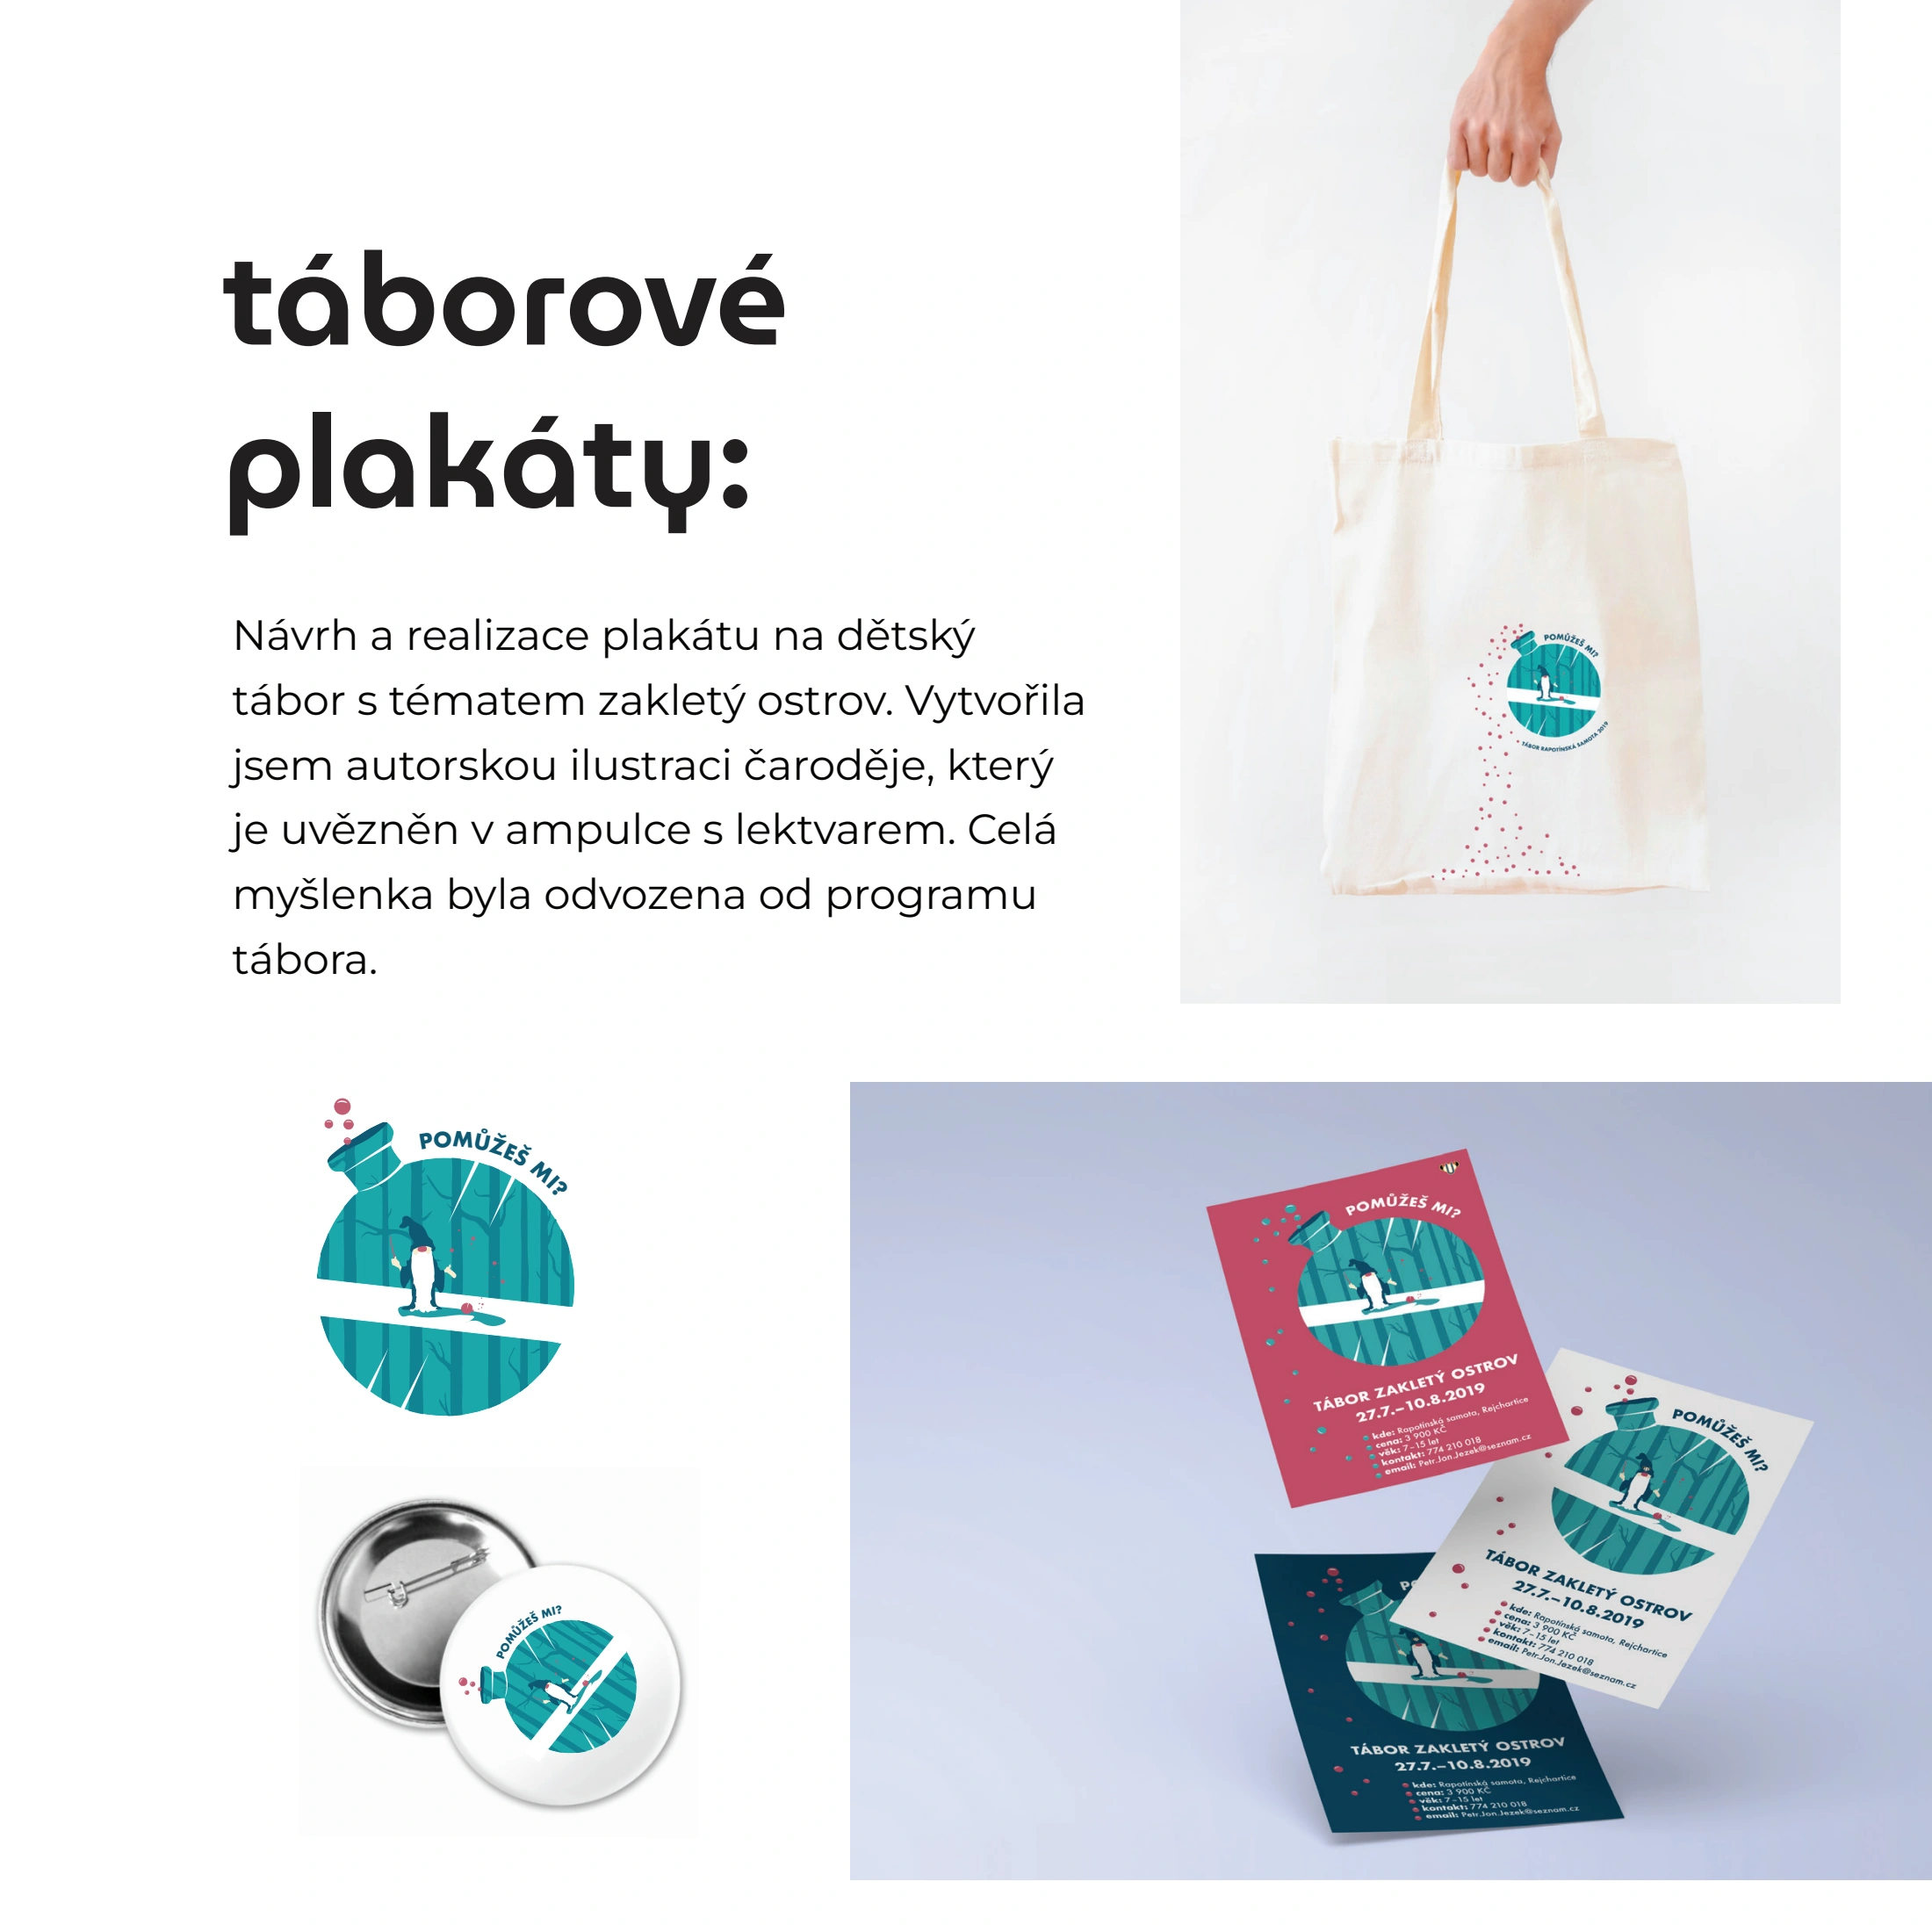 táborové
plakáty:
Návrh a realizace plakátu na dětský
tábor s tématem zakletý ostrov. Vytvořila
jsem autorskou ilustraci čaroděje, který
je uvězněn v ampulce s lektvarem. Celá
myšlenka byla odvozena od programu
tábora.
POMŮŽEŠ MI?
TÁBOR RAPOTÍNSKÁ SAMOTA 2019
POMŮŽEŠ MI?
POMŮŽEŠ MI?
POMŮŽEŠ MI?
TÁBOR ZAKLETÝ OSTROV
27.7.–10.8.2019
kde: Rapotínská samota, Rejchartice
cena: 3 900 KČ
věk: 7–15 let
kontakt: 774 210 018
email: Petr.Jon.Jezek@seznam.cz
POMŮŽEŠ MI?
TÁBOR ZAKLETÝ OSTROV
27.7.–10.8.2019
kde: Rapotínská samota, Rejchartice
cena: 3 900 KČ
věk: 7–15 let
kontakt: 774 210 018
email: Petr.Jon.Jezek@seznam.cz
TÁBOR ZAKLETÝ OSTROV
27.7.–10.8.2019
kde: Rapotínská samota, Rejchartice
cena: 3 900 KČ
věk: 7–15 let
kontakt: 774 210 018
email: Petr.Jon.Jezek@seznam.cz